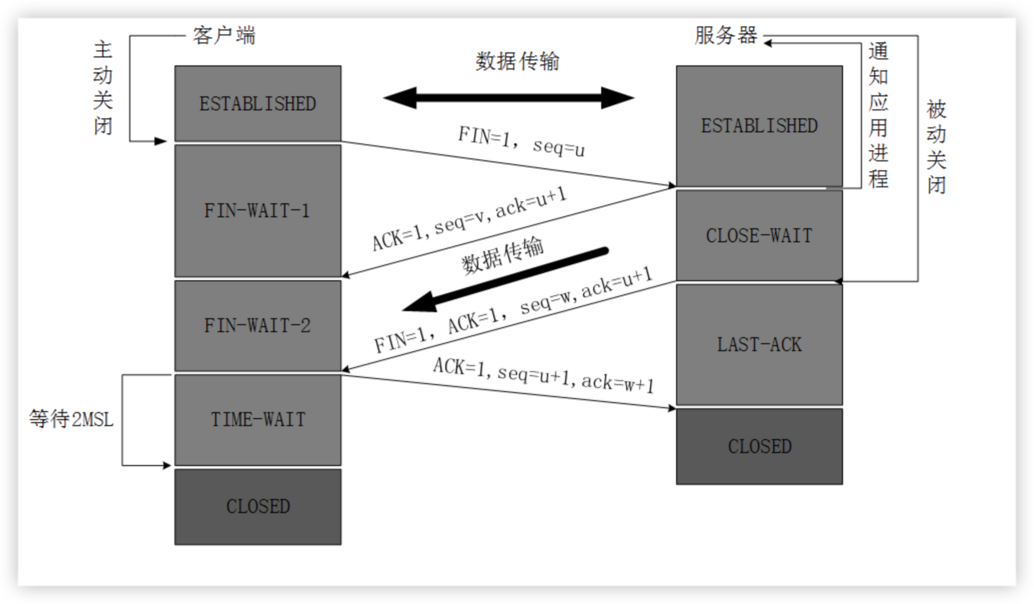 客户端
服务器
主动关闭
数据传输
通知应用进程
被动关闭
ESTABLISHED
ESTABLISHED
FIN=1, seq=u
FIN-WAIT-1
ACK=1,seq=v,ack=u+1
CLOSE-WAIT
数据传输
FIN=1, ACK=1, seq=w,ack=u+1
FIN-WAIT-2
LAST-ACK
ACK=1,seq=u+1,ack=w+1
等待2MSL
TIME-WAIT
CLOSED
CLOSED